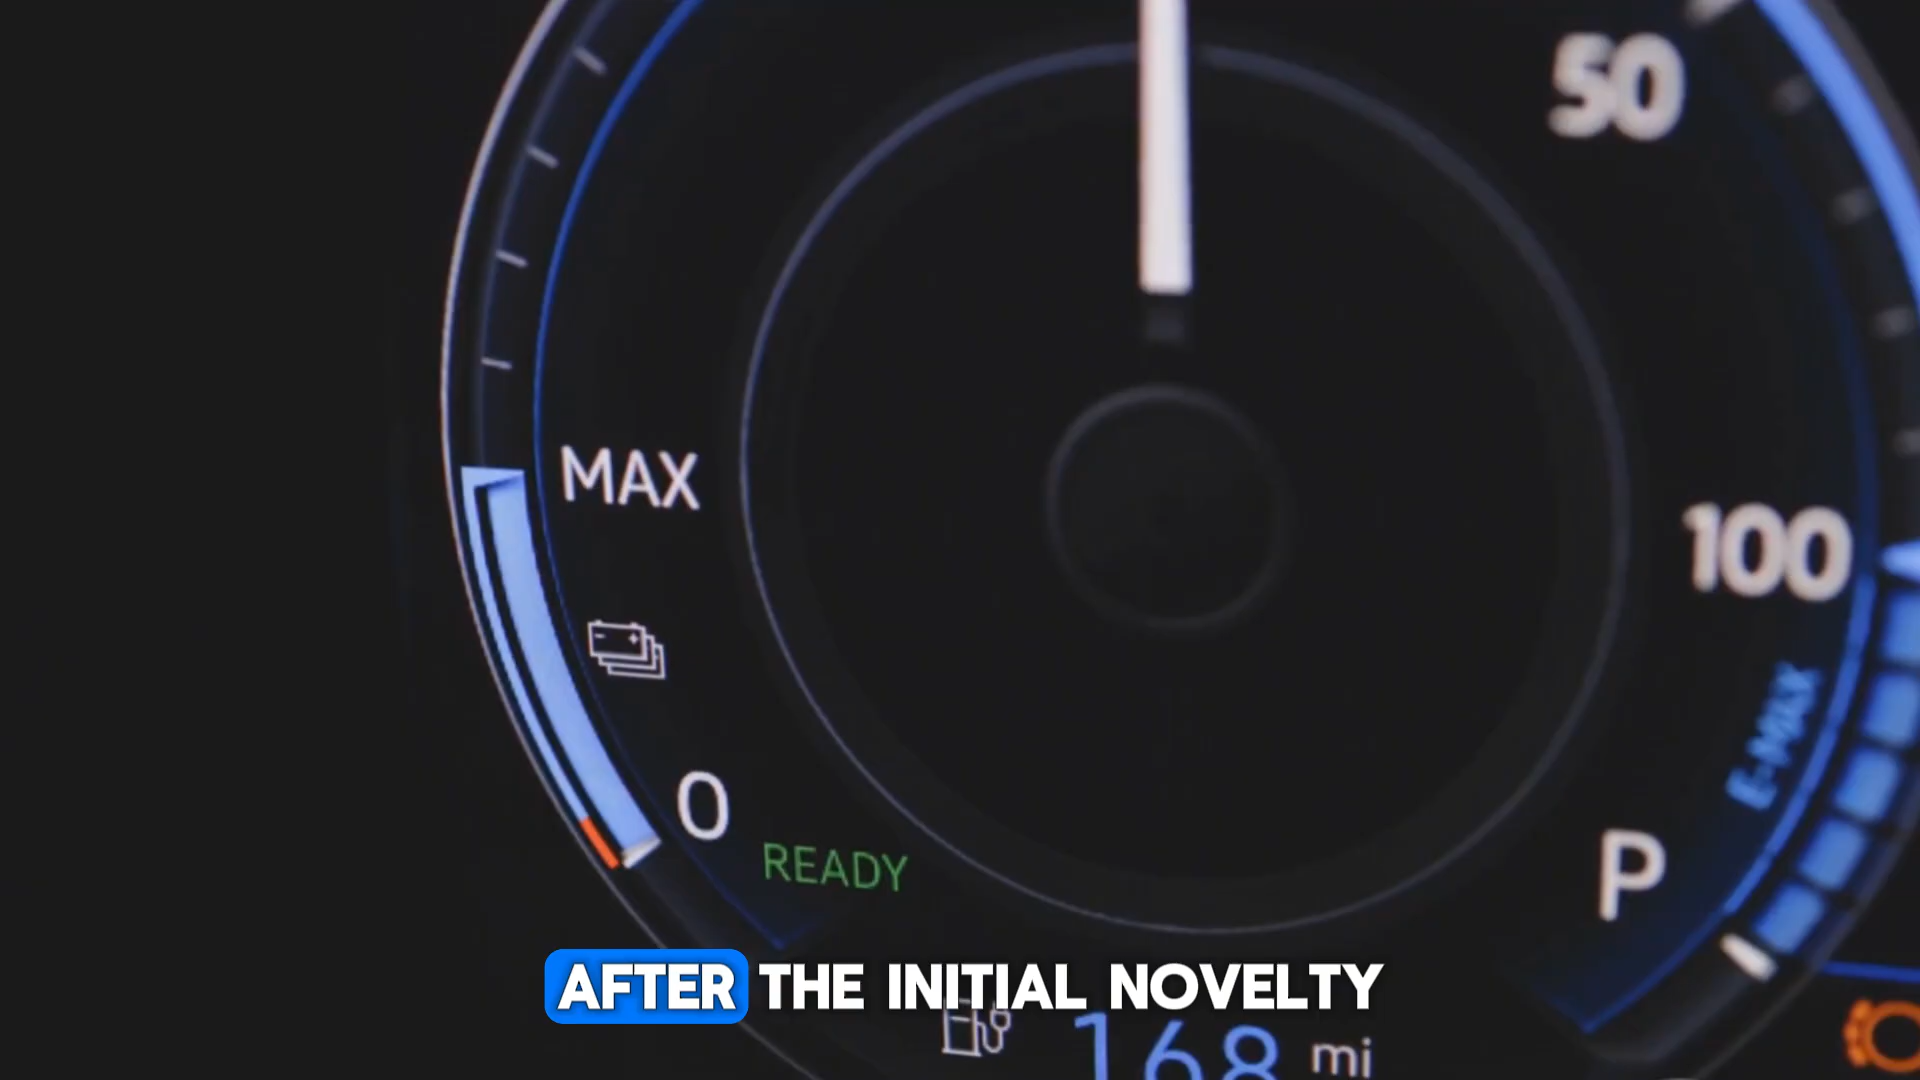 50
MAX
100
E-MAX
0
READY
P
AFTER THE INITIAL NOVELTY
168 mi